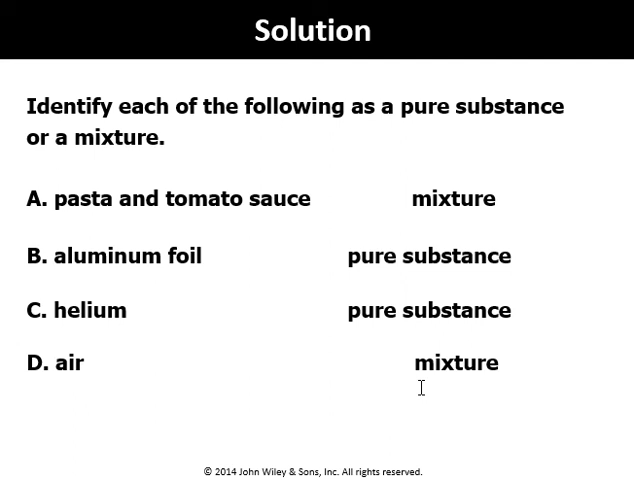 Solution
Identify each of the following as a pure substance
or a mixture.
A. pasta and tomato sauce mixture
B. aluminum foil pure substance
C. helium pure substance
D. air mixture
© 2014 John Wiley & Sons, Inc. All rights reserved.